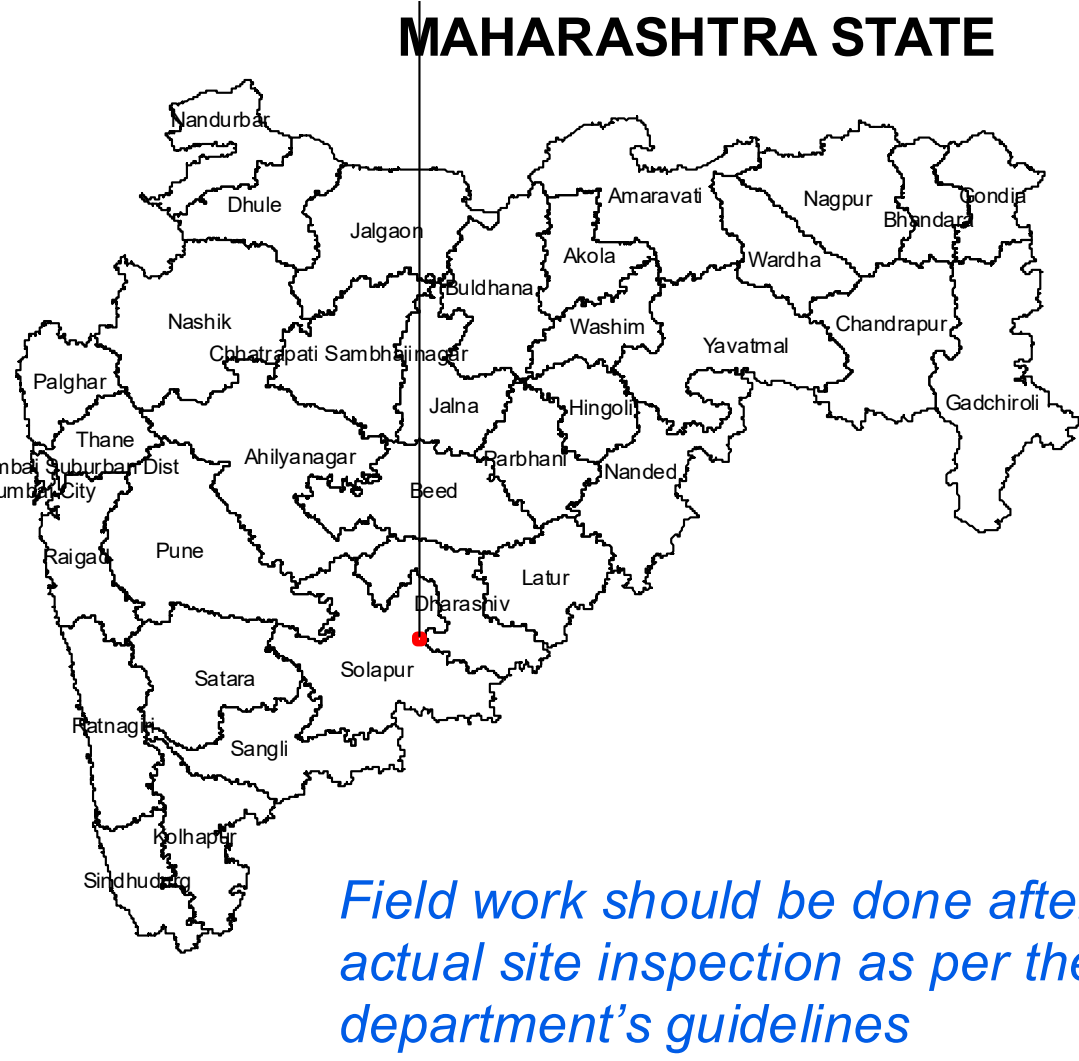 MAHARASHTRA STATE
Nandurbar
Dhule
Jalgaon
Amaravati
Nagpur
Gondia
Bhandara
Akola
Wardha
Buldhana
Nashik
Washim
Chandrapur
Chhatrapati Sambhajinagar
Yavatmal
Palghar
Jalna
Hingoli
Gadchiroli
Thane
Ahilyanagar
Parbhani
Nanded
mbai Suburban Dist
umbai City
Beed
Raigad
Pune
Latur
Dharashiv
Solapur
Satara
Ratnagiri
Sangli
Kolhapur
Sindhudurg
Field work should be done afte
actual site inspection as per the
department's guidelines